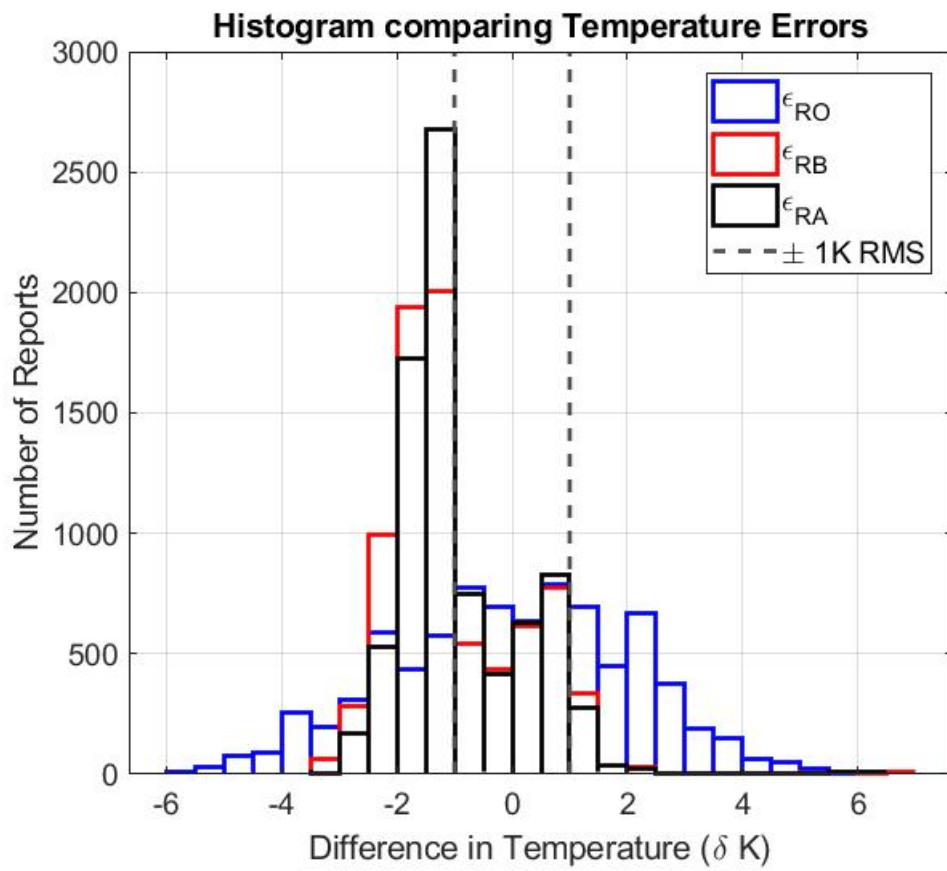 Histogram comparing Temperature Errors
3000
2500
2000
1500
1000
500
0
Number of Reports
ϵRO
ϵRB
ϵRA
± 1K RMS
-6 -4 -2 0 2 4 6
Difference in Temperature (δ K)